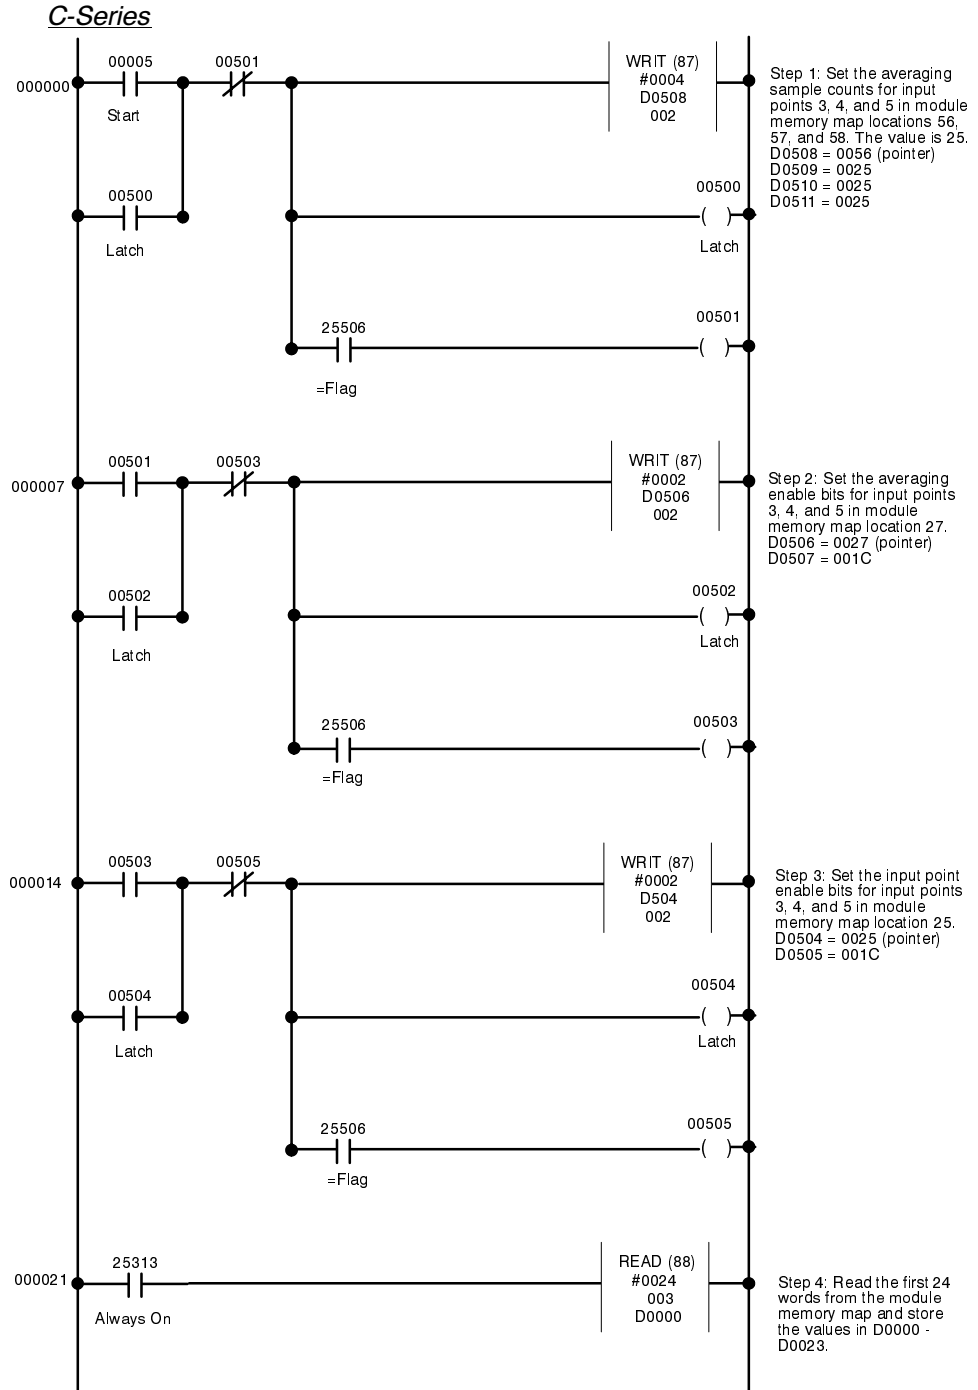 C-Series
00005
00501
000000
Start
WRIT (87)
#0004
D0508
002
Step 1: Set the averaging
sample counts for input
points 3, 4, and 5 in module
memory map locations 56,
57, and 58. The value is 25.
D0508 = 0056 (pointer)
D0509 = 0025
D0510 = 0025
D0511 = 0025
00500
Latch
00500
( )
Latch
25506
=Flag
00501
( )
00501
00503
000007
WRIT (87)
#0002
D0506
002
Step 2: Set the averaging
enable bits for input points
3, 4, and 5 in module
memory map location 27.
D0506 = 0027 (pointer)
D0507 = 001C
00502
Latch
00502
( )
Latch
25506
=Flag
00503
( )
00503
00505
000014
WRIT (87)
#0002
D504
002
Step 3: Set the input point
enable bits for input points
3, 4, and 5 in module
memory map location 25.
D0504 = 0025 (pointer)
D0505 = 001C
00504
Latch
00504
( )
Latch
25506
=Flag
00505
( )
25313
000021
Always On
READ (88)
#0024
003
D0000
Step 4: Read the first 24
words from the module
memory map and store
the values in D0000 -
D0023.